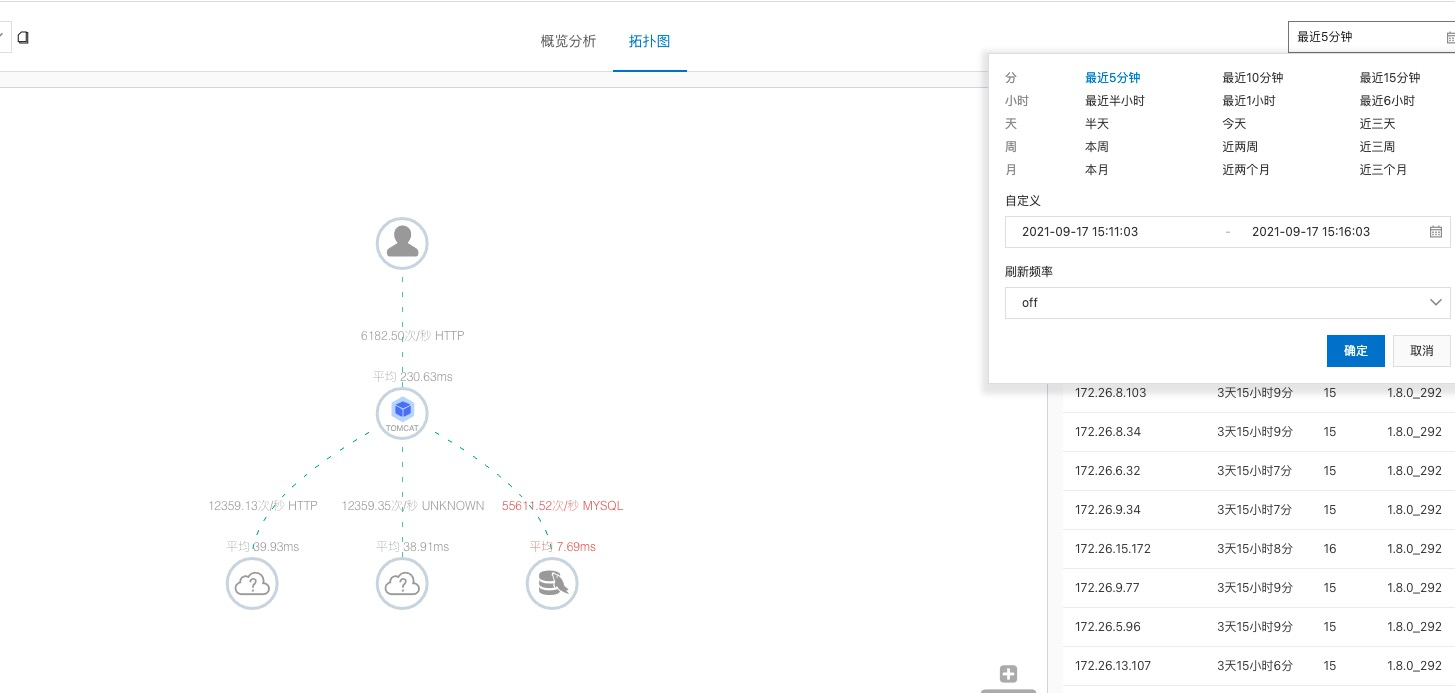 概览分析 拓扑图 最近5分钟
分 最近5分钟 最近10分钟 最近15分钟
小时 最近半小时 最近1小时 最近6小时
天 半天 今天 近三天
周 本周 近两周 近三周
月 本月 近两个月 近三个月
自定义
2021-09-17 15:11:03 - 2021-09-17 15:16:03
刷新频率
off
确定 取消
6182.50次/秒 HTTP
平均 230.63ms
TOMCAT
12359.13次/秒 HTTP 12359.35次/秒 UNKNOWN 55611.52次/秒 MYSQL
平均 39.93ms 平均 38.91ms 平均 7.69ms
172.26.8.103 3天15小时9分 15 1.8.0_292
172.26.8.34 3天15小时9分 15 1.8.0_292
172.26.6.32 3天15小时7分 15 1.8.0_292
172.26.9.34 3天15小时7分 15 1.8.0_292
172.26.15.172 3天15小时8分 16 1.8.0_292
172.26.9.77 3天15小时9分 15 1.8.0_292
172.26.5.96 3天15小时9分 15 1.8.0_292
172.26.13.107 3天15小时6分 15 1.8.0_292